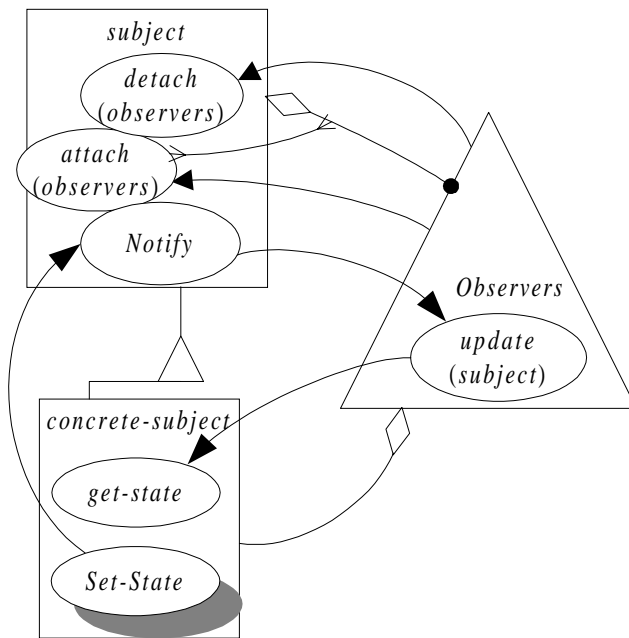 subject
detach
(observers)
attach
(observers)
Notify
Observers
update
(subject)
concrete-subject
get-state
Set-State